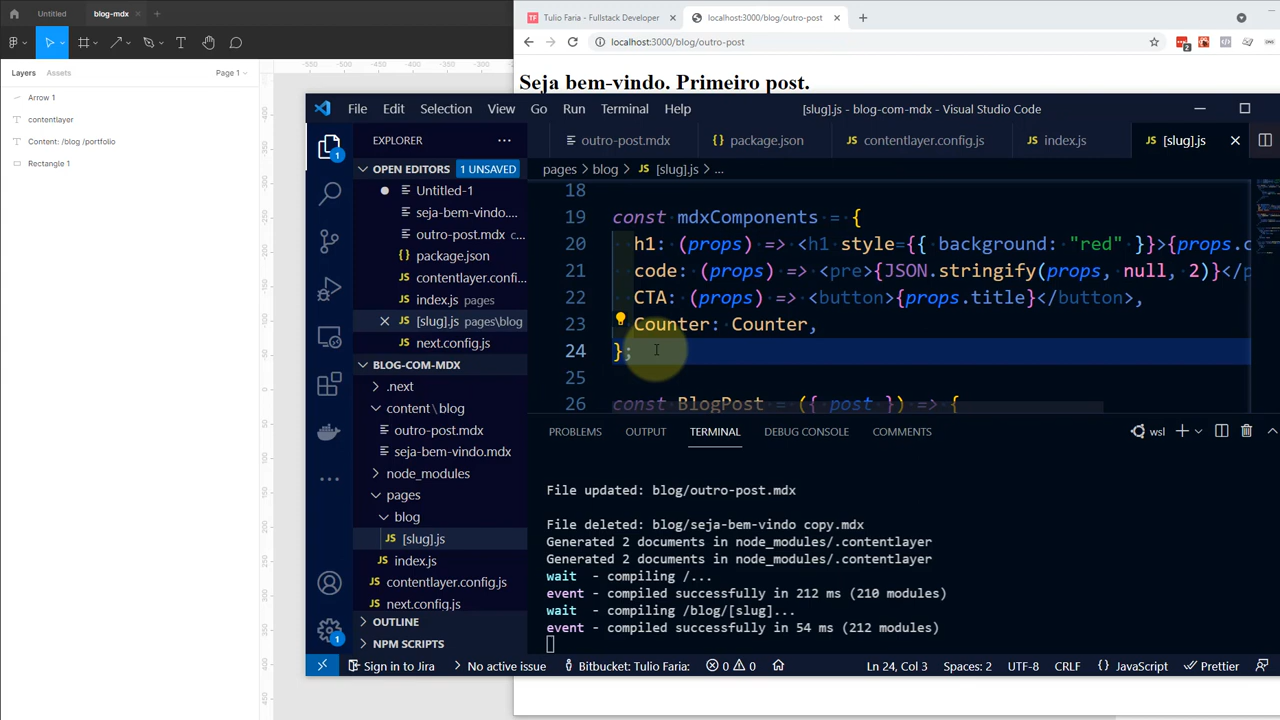 Untitled
blog-mdx
Layers
Assets
Page 1
Arrow 1
contentlayer
Content: /blog /portfolio
Rectangle 1
-550
-500
-450
-400
-350
-300
Tulio Faria - Fullstack Developer
localhost:3000/blog/outro-post
localhost:3000/blog/outro-post
Seja bem-vindo. Primeiro post.
File Edit Selection View Go Run Terminal Help
[slug].js - blog-com-mdx - Visual Studio Code
EXPLORER
outro-post.mdx
package.json
contentlayer.config.js
index.js
[slug].js
pages > blog > JS [slug].js > ...
OPEN EDITORS 1 UNSAVED
Untitled-1
seja-bem-vindo....
outro-post.mdx c...
package.json
contentlayer.confi...
index.js pages
[slug].js pages\blog
next.config.js
BLOG-COM-MDX
.next
content\blog
outro-post.mdx
seja-bem-vindo.mdx
node_modules
pages
blog
[slug].js
index.js
contentlayer.config.js
next.config.js
OUTLINE
NPM SCRIPTS
18
19 const mdxComponents = {
20 h1: (props) => <h1 style={{ background: "red" }}>{props.c
21 code: (props) => <pre>{JSON.stringify(props, null, 2)}</p
22 CTA: (props) => <button>{props.title}</button>,
23 Counter: Counter,
24 };
25
26 const BlogPost = ({ post }) => {
PROBLEMS OUTPUT TERMINAL DEBUG CONSOLE COMMENTS
wsl
File updated: blog/outro-post.mdx
File deleted: blog/seja-bem-vindo copy.mdx
Generated 2 documents in node_modules/.contentlayer
Generated 2 documents in node_modules/.contentlayer
wait - compiling /...
event - compiled successfully in 212 ms (210 modules)
wait - compiling /blog/[slug]...
event - compiled successfully in 54 ms (212 modules)
Sign in to Jira
No active issue
Bitbucket: Tulio Faria:
0 0
Ln 24, Col 3 Spaces: 2 UTF-8 CRLF JavaScript Prettier